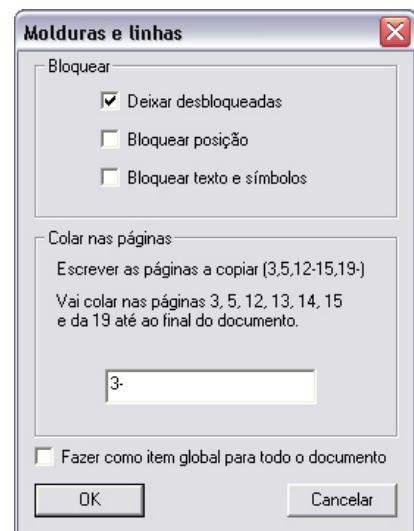 Molduras e linhas
Bloquear
Deixar desbloqueadas
Bloquear posição
Bloquear texto e símbolos
Colar nas páginas
Escrever as páginas a copiar (3,5,12-15,19-)
Vai colar nas páginas 3, 5, 12, 13, 14, 15
e da 19 até ao final do documento.
3-
Fazer como item global para todo o documento
OK
Cancelar